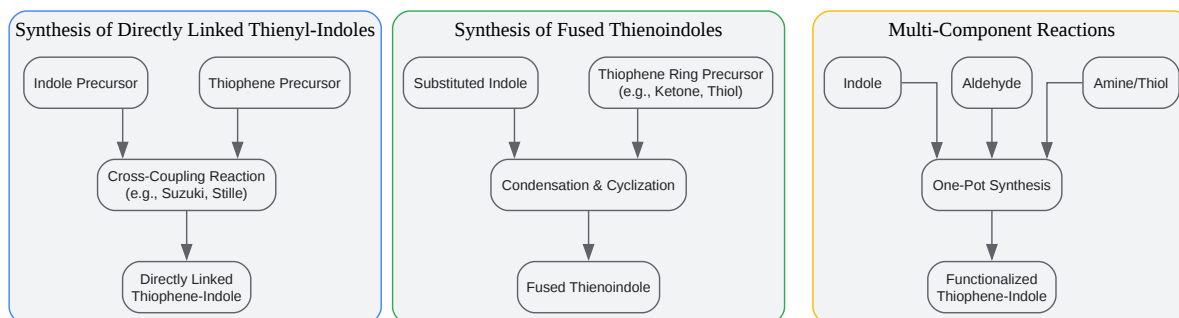 Synthesis of Directly Linked Thienyl-Indoles
Indole Precursor
Thiophene Precursor
Cross-Coupling Reaction
(e.g., Suzuki, Stille)
Directly Linked
Thiophene-Indole
Synthesis of Fused Thienoindoles
Substituted Indole
Thiophene Ring Precursor
(e.g., Ketone, Thiol)
Condensation & Cyclization
Fused Thienoindole
Multi-Component Reactions
Indole
Aldehyde
Amine/Thiol
One-Pot Synthesis
Functionalized
Thiophene-Indole